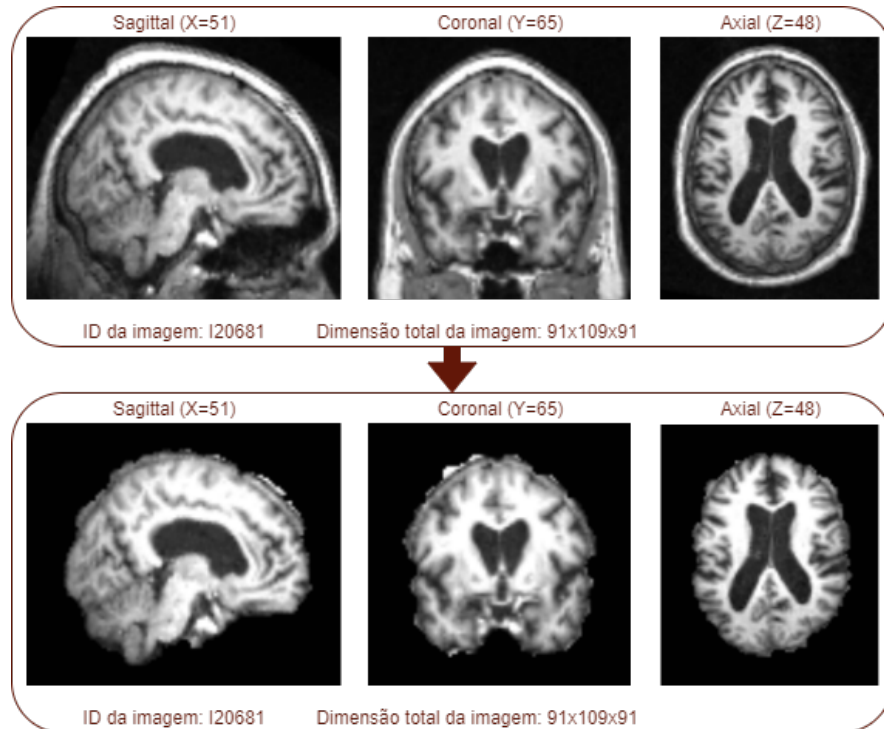 Sagittal (X=51) Coronal (Y=65) Axial (Z=48)
ID da imagem: I20681 Dimensão total da imagem: 91x109x91
Sagittal (X=51) Coronal (Y=65) Axial (Z=48)
ID da imagem: I20681 Dimensão total da imagem: 91x109x91